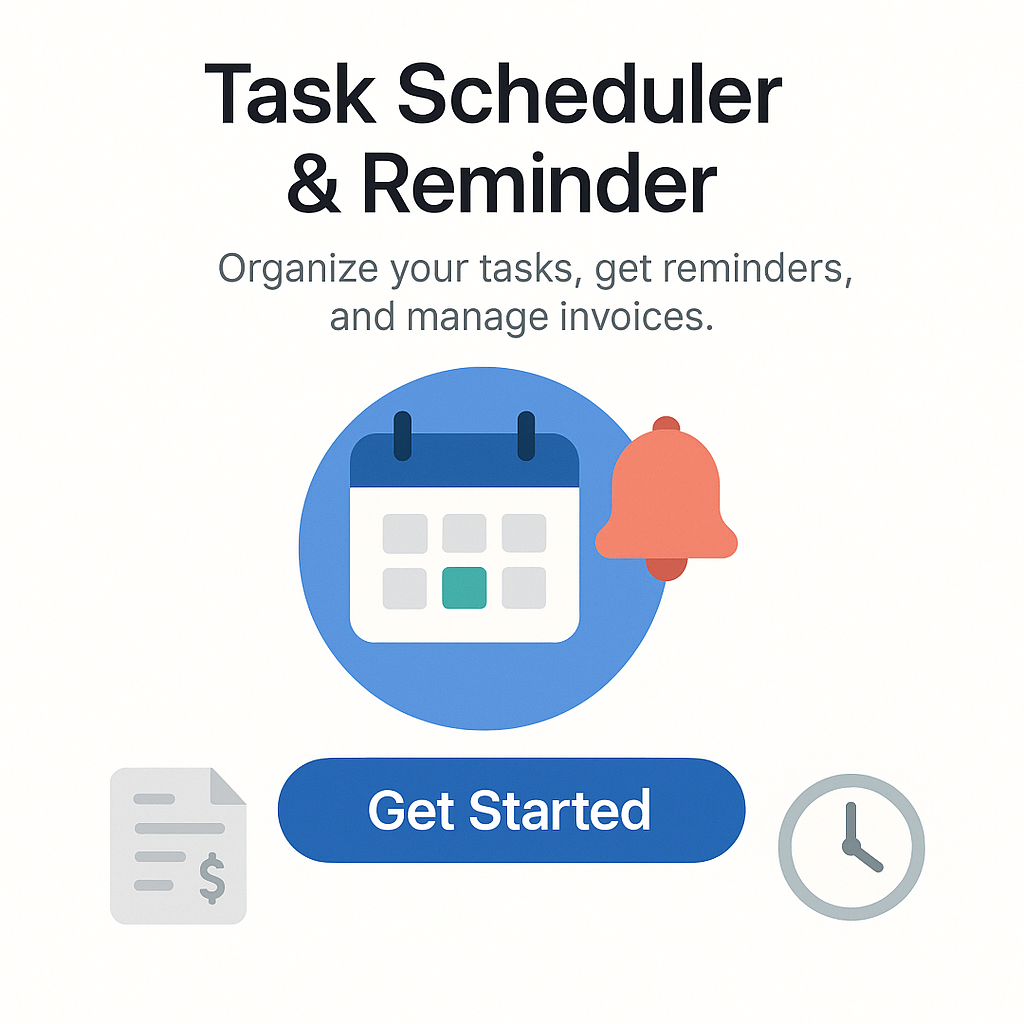 Task Scheduler
& Reminder
Organize your tasks, get reminders,
and manage invoices.
Get Started
$